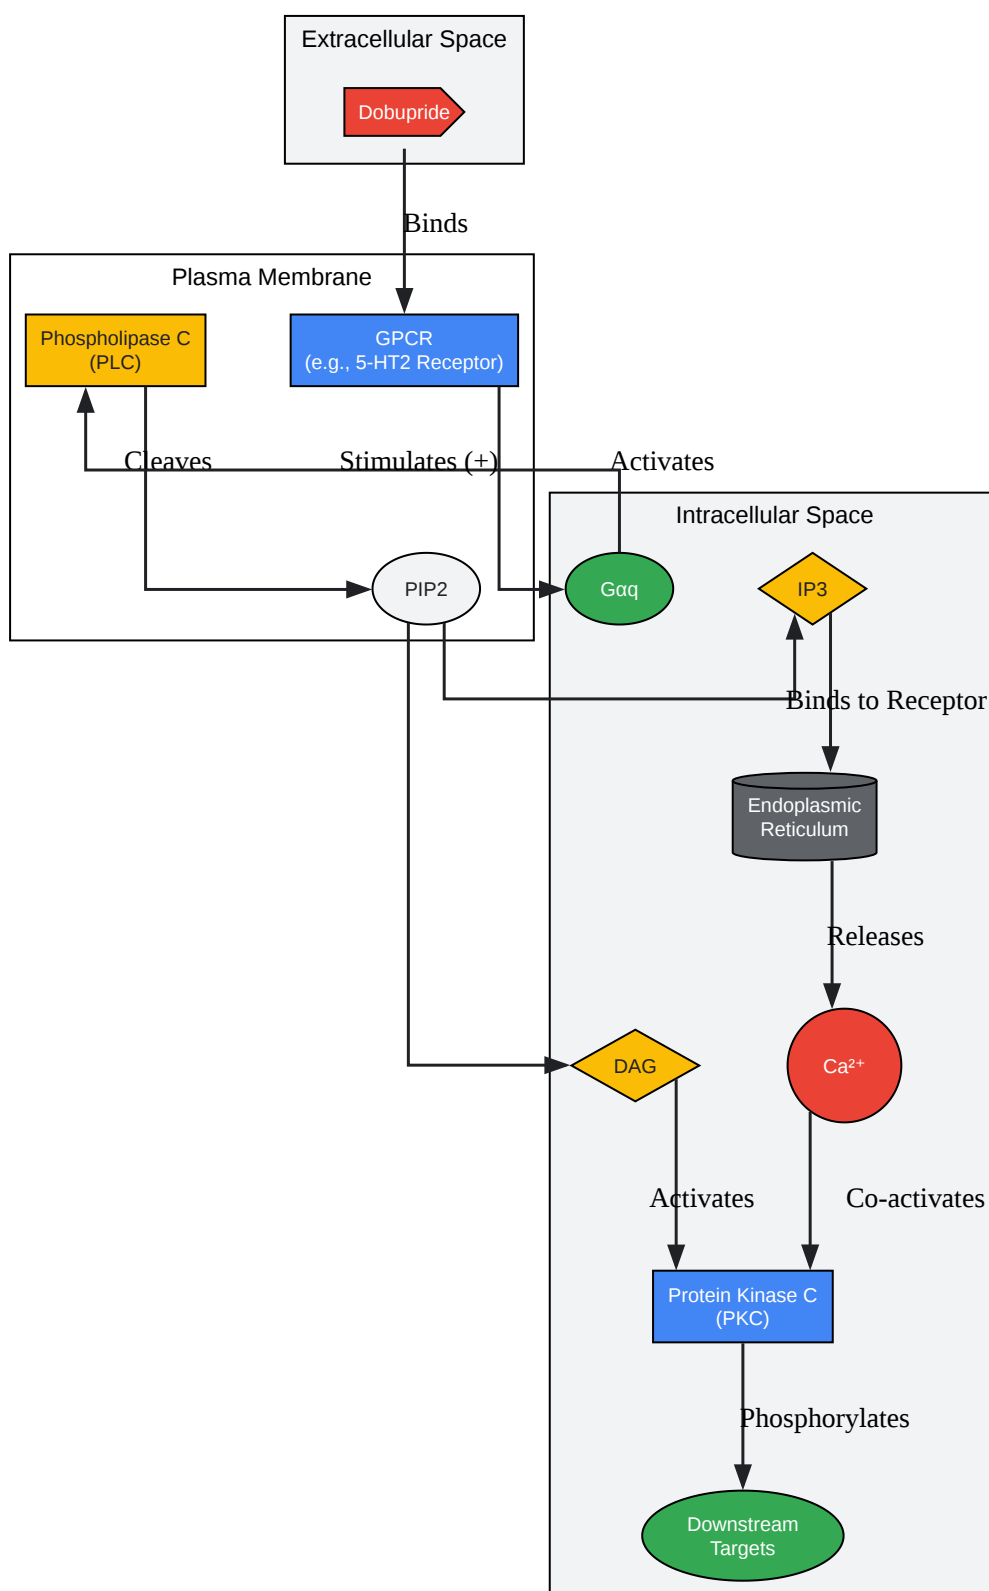 Extracellular Space
Dobupride
Binds
Plasma Membrane
Phospholipase C
(PLC)
GPCR
(e.g., 5-HT2 Receptor)
Cleaves
Stimulates (+)
Activates
Intracellular Space
PIP2
Gαq
IP3
Binds to Receptor
Endoplasmic
Reticulum
Releases
DAG
Ca²⁺
Activates
Co-activates
Protein Kinase C
(PKC)
Phosphorylates
Downstream
Targets